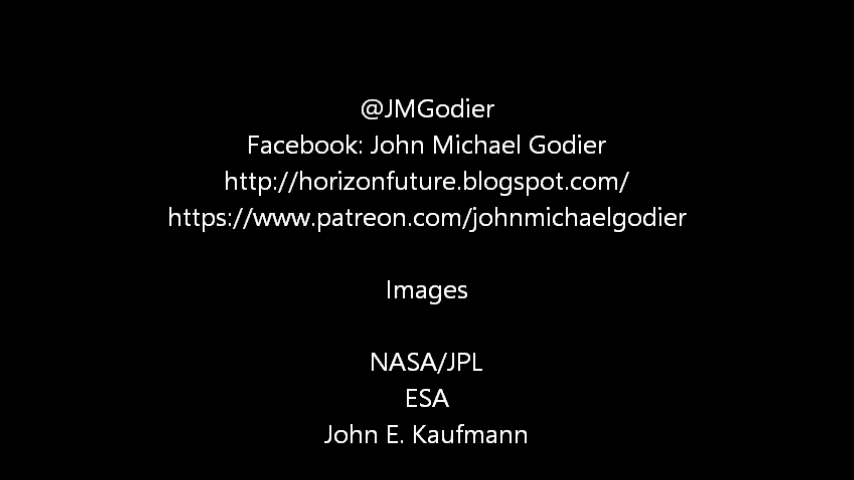 @JMGodier
Facebook: John Michael Godier
http://horizonfuture.blogspot.com/
https://www.patreon.com/johnmichaelgodier
Images
NASA/JPL
ESA
John E. Kaufmann